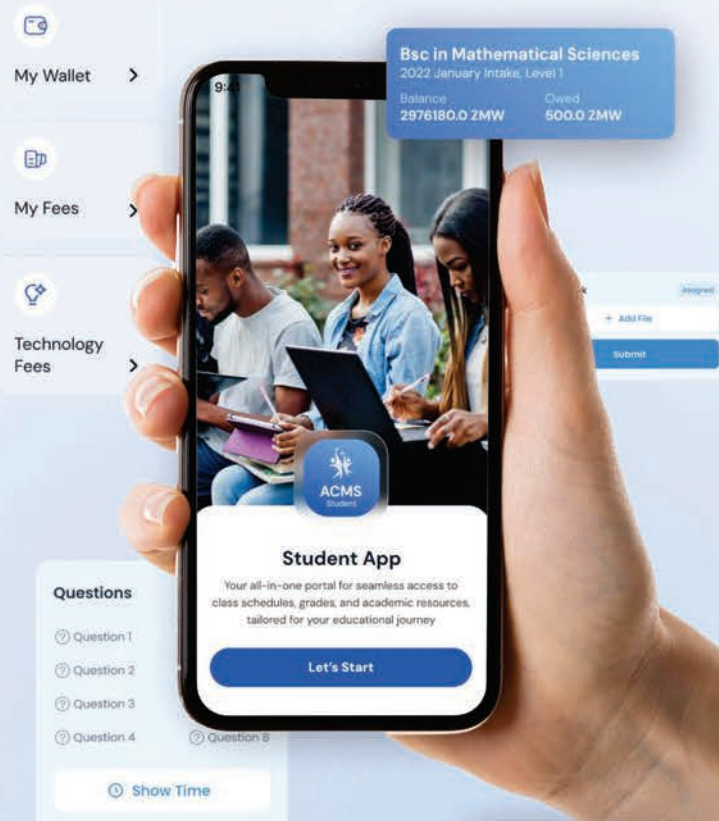 My Wallet
My Fees
Technology
Fees
9:41
Bsc in Mathematical Sciences
2022 January Intake, Level 1
Balance
Owed
2976180.0 ZMW
500.0 ZMW
Assigned
+ Add File
Submit
ACMS
Student
Student App
Your all-in-one portal for seamless access to
class schedules, grades, and academic resources,
tailored for your educational journey
Let's Start
Questions
Question 1
Question 2
Question 3
Question 4
Question 8
Show Time